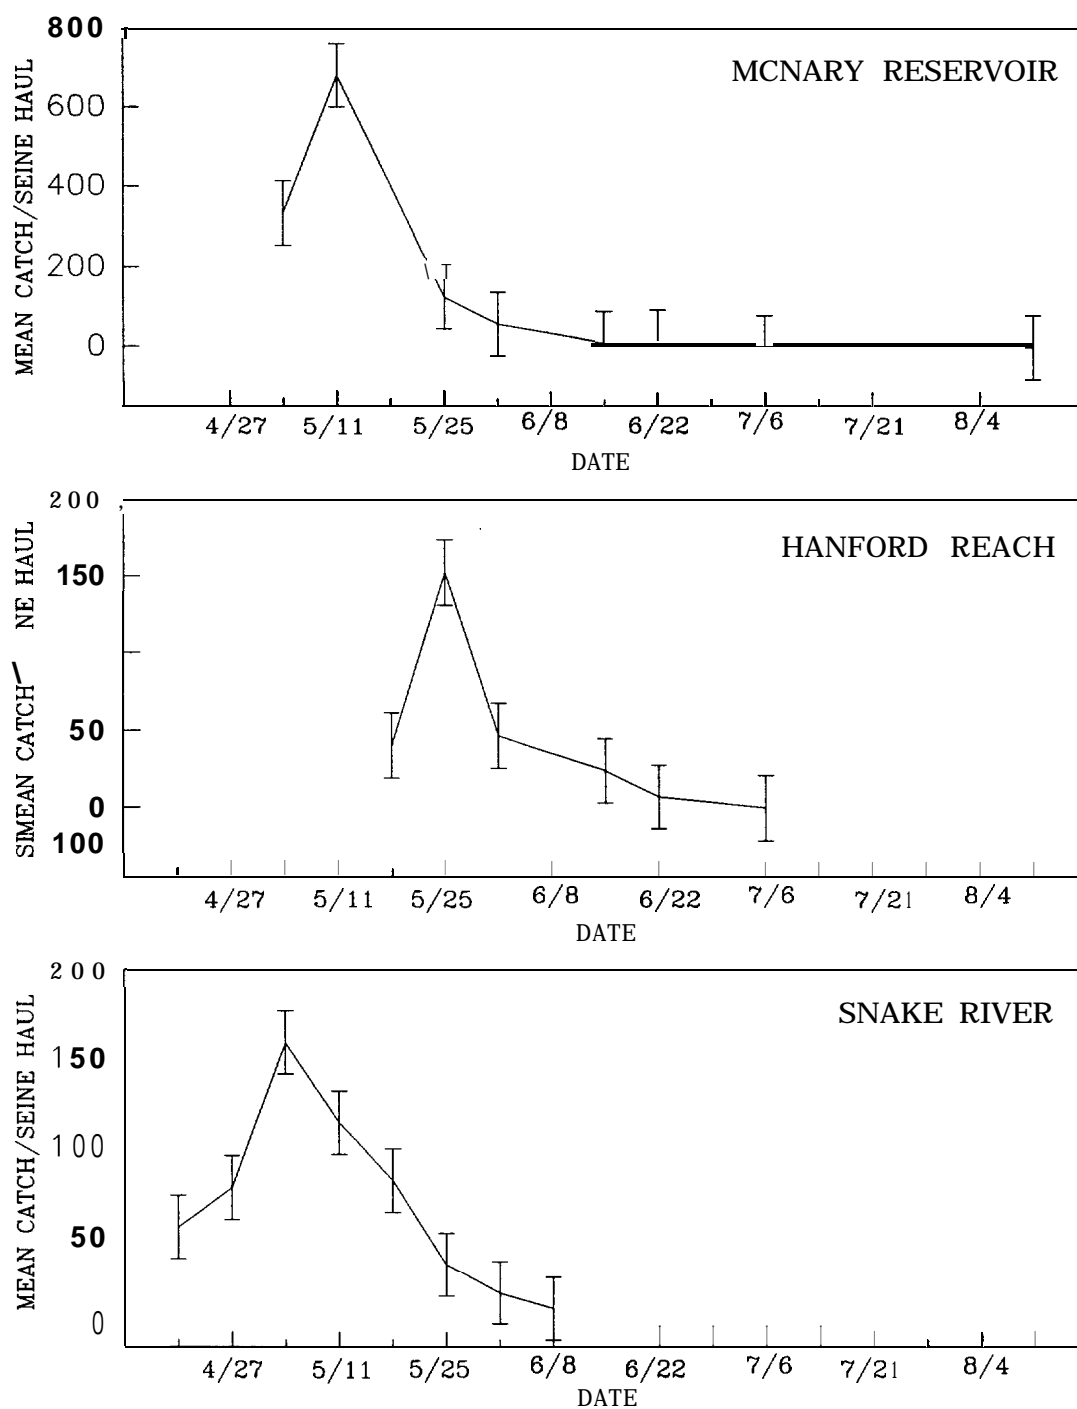 800
MCNARY RESERVOIR
600
400
200
0
MEAN CATCH/SEINE HAUL
4/27 5/11 5/25 6/8 6/22 7/6 7/21 8/4
DATE
200
HANFORD REACH
150
50
0
100
SIMEAN CATCH/ NE HAUL
4/27 5/11 5/25 6/8 6/22 7/6 7/21 8/4
DATE
200
SNAKE RIVER
150
100
50
0
MEAN CATCH/SEINE HAUL
4/27 5/11 5/25 6/8 6/22 7/6 7/21 8/4
DATE